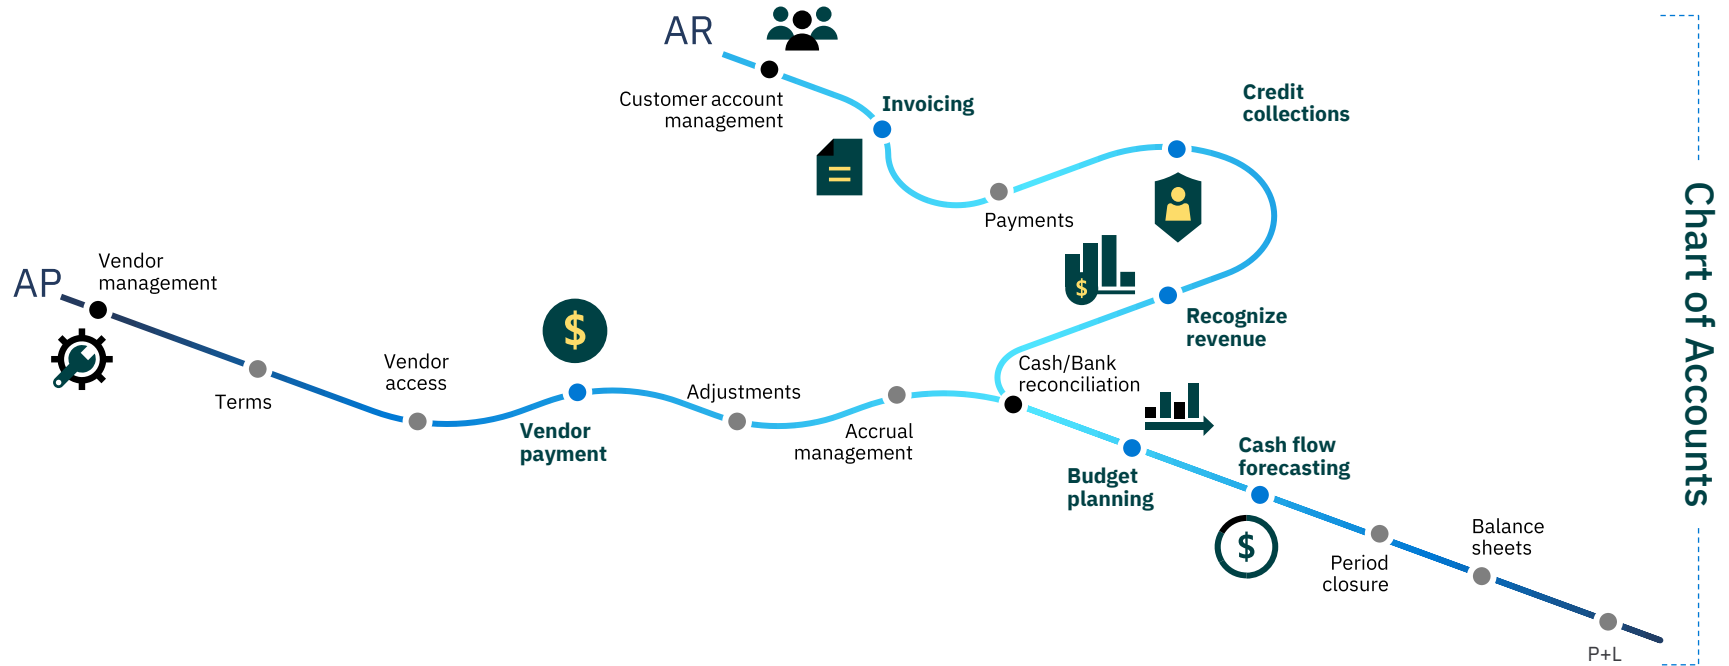 AR
Customer account
management
Invoicing
Credit
collections
Payments
$
Recognize
revenue
AP
Vendor
management
Terms
Vendor
access
$
Vendor
payment
Adjustments
Accrual
management
Cash/Bank
reconciliation
Budget
planning
Cash flow
forecasting
$
Period
closure
Balance
sheets
P+L
Chart of Accounts